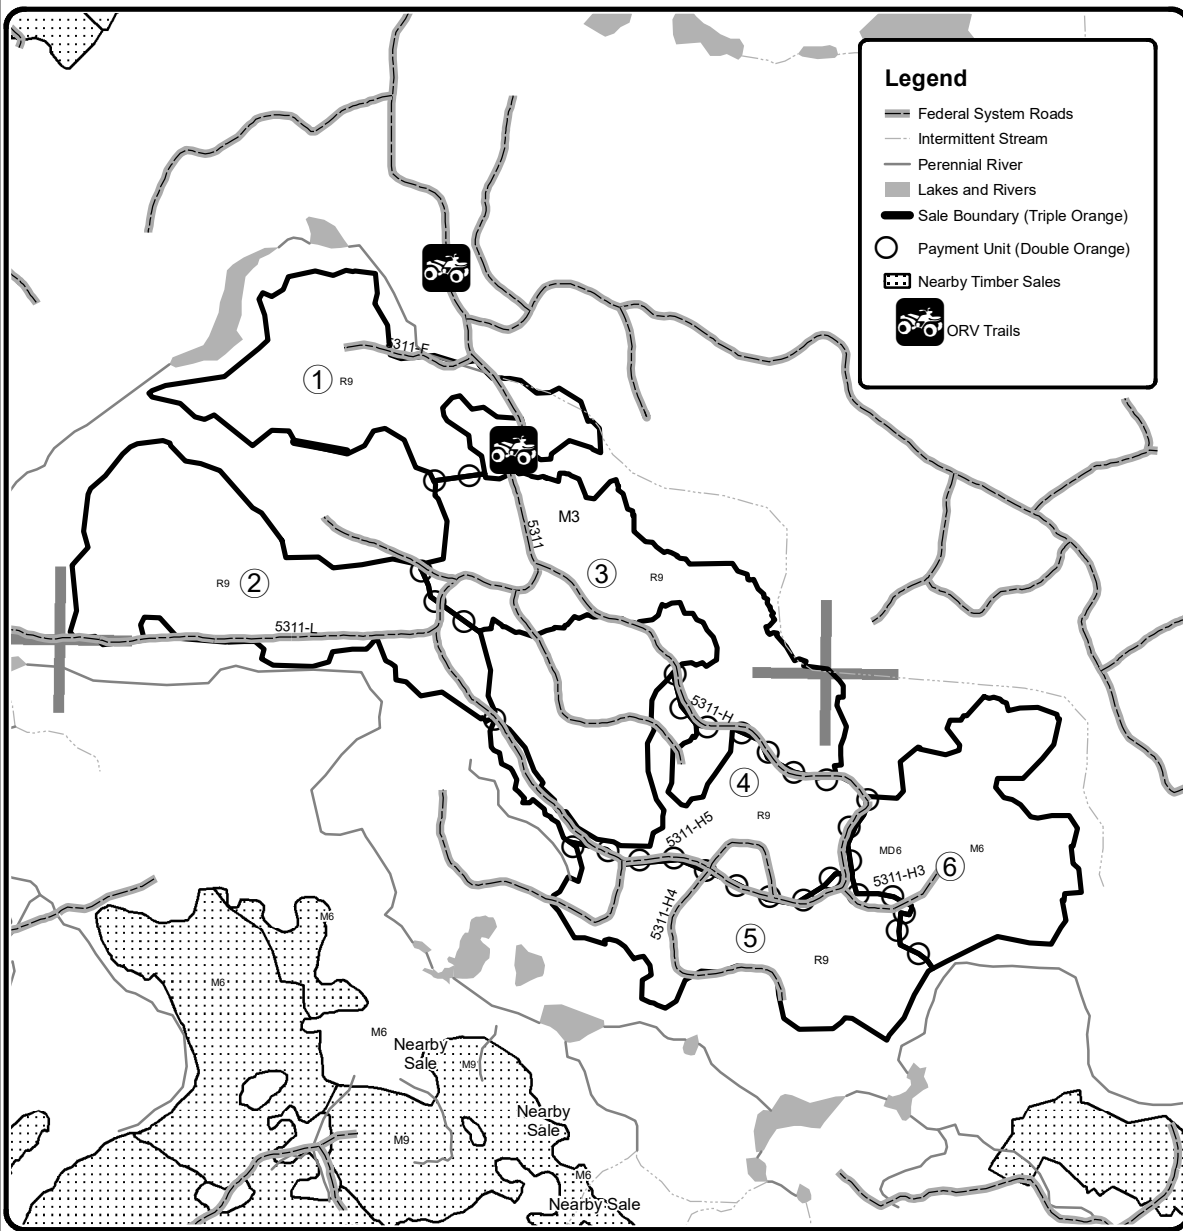 Legend
Federal System Roads
Intermittent Stream
Perennial River
Lakes and Rivers
Sale Boundary (Triple Orange)
Payment Unit (Double Orange)
Nearby Timber Sales
ORV Trails
5311-F
1 R9
M3
5311
3 R9
R9 2
5311-L
5311-H
4
R9
5311-H5
MD6
M6
5311-H3
6
5311-H4
5
R9
M6
M6
M6
Nearby
Sale
M9
Nearby
Sale
M9
M6
Nearby Sale